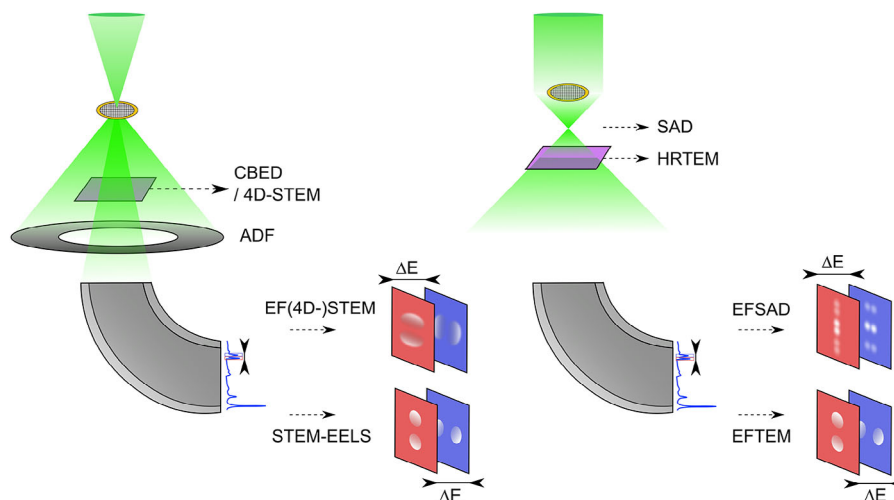 SAD
HRTEM
CBED
/ 4D-STEM
ADF
ΔE
EF(4D-)STEM
STEM-EELS
ΔE
ΔE
EFSAD
EFTEM
ΔE